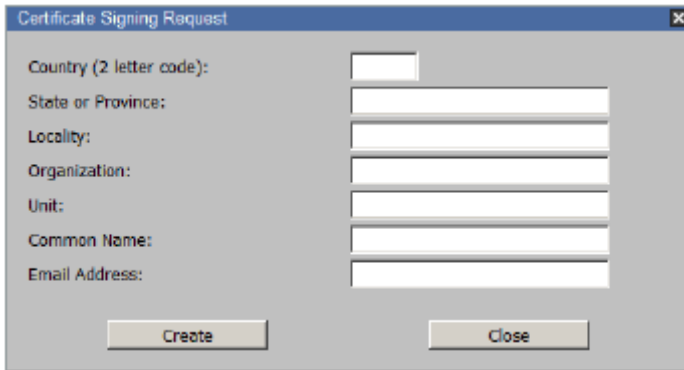 Certificate Signing Request
Country (2 letter code):
State or Province:
Locality:
Organization:
Unit:
Common Name:
Email Address:
Create Close